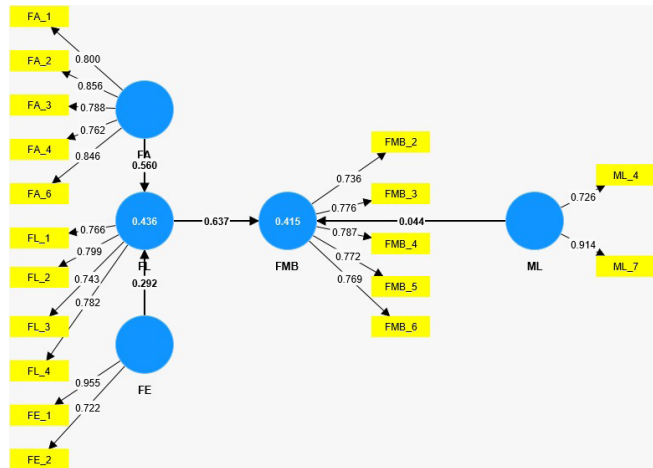 FA_1
0.800
FA_2
0.856
FA_3
0.788
FA_4
0.762
FA_6
0.846
FA
0.560
FL_1
0.766
FL_2
0.799
FL_3
0.743
FL_4
0.782
0.436
FL
0.637
0.292
FE_1
0.955
FE_2
0.722
FE
0.415
FMB
FMB_2
0.736
FMB_3
0.776
FMB_4
0.787
FMB_5
0.772
FMB_6
0.769
0.044
ML
ML_4
0.726
ML_7
0.914